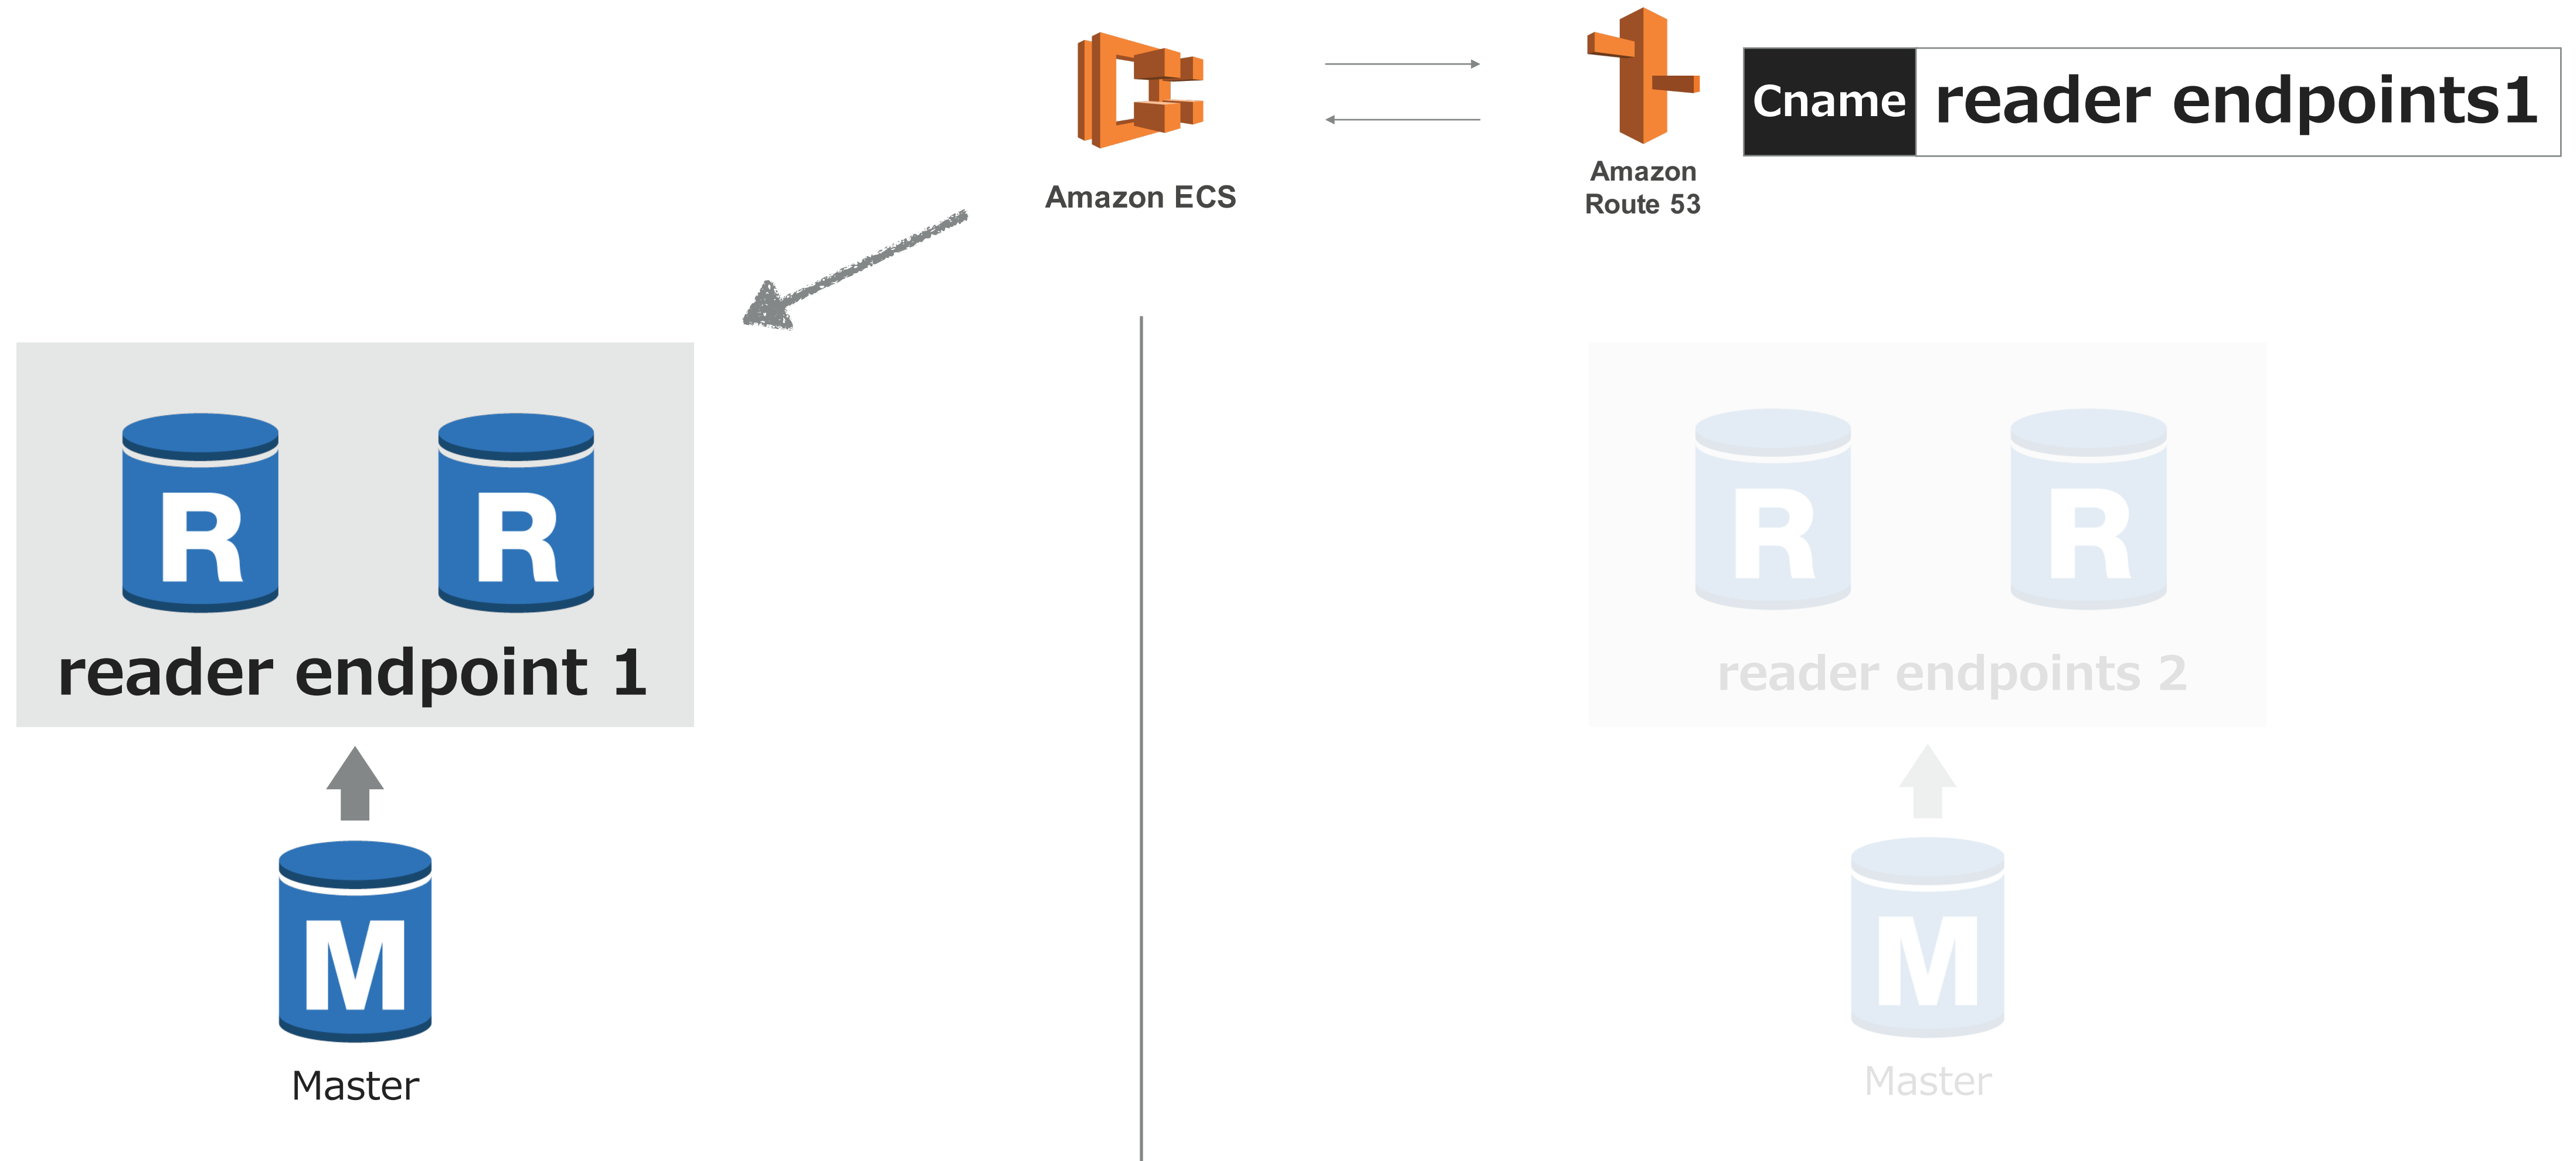 Cname reader endpoints1
Amazon ECS
Amazon
Route 53
R R
reader endpoint 1
M
Master
R R
reader endpoints 2
M
Master